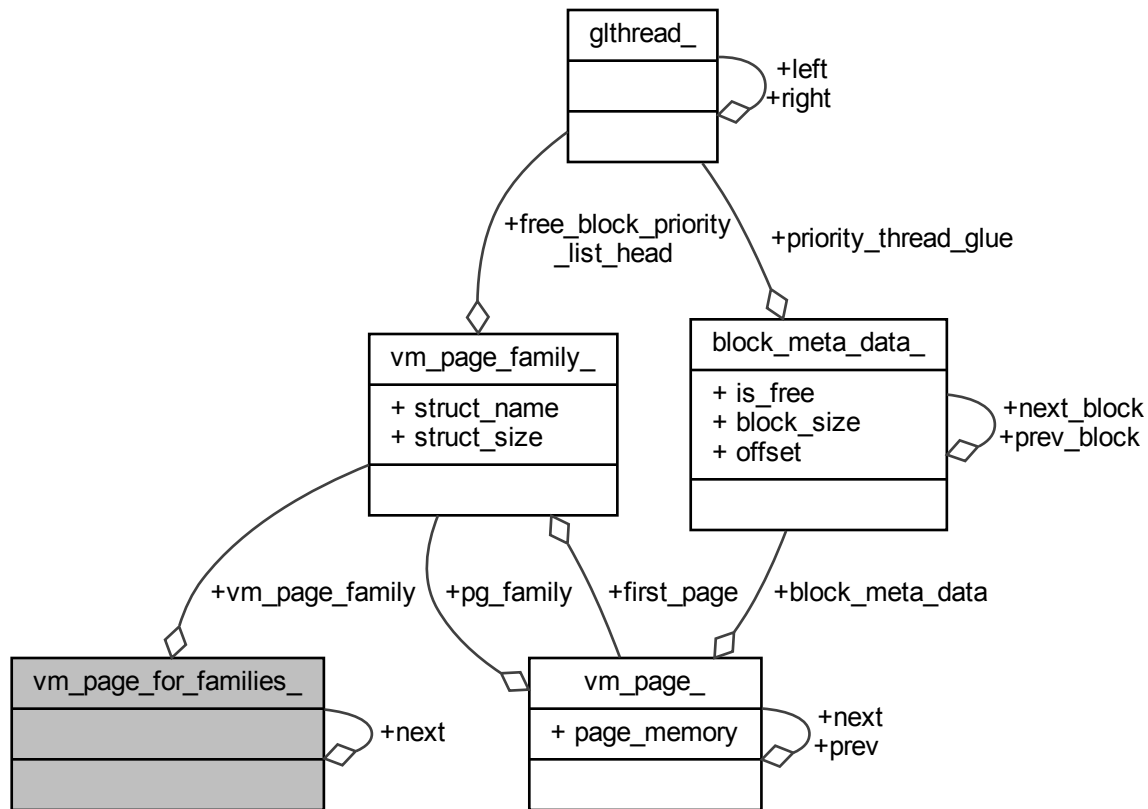 glthread_
+left
+right
+free_block_priority
_list_head
+priority_thread_glue
vm_page_family_
+ struct_name
+ struct_size
block_meta_data_
+ is_free
+ block_size
+ offset
+next_block
+prev_block
+vm_page_family
+pg_family
+first_page
+block_meta_data
vm_page_for_families_
+next
vm_page_
+ page_memory
+next
+prev